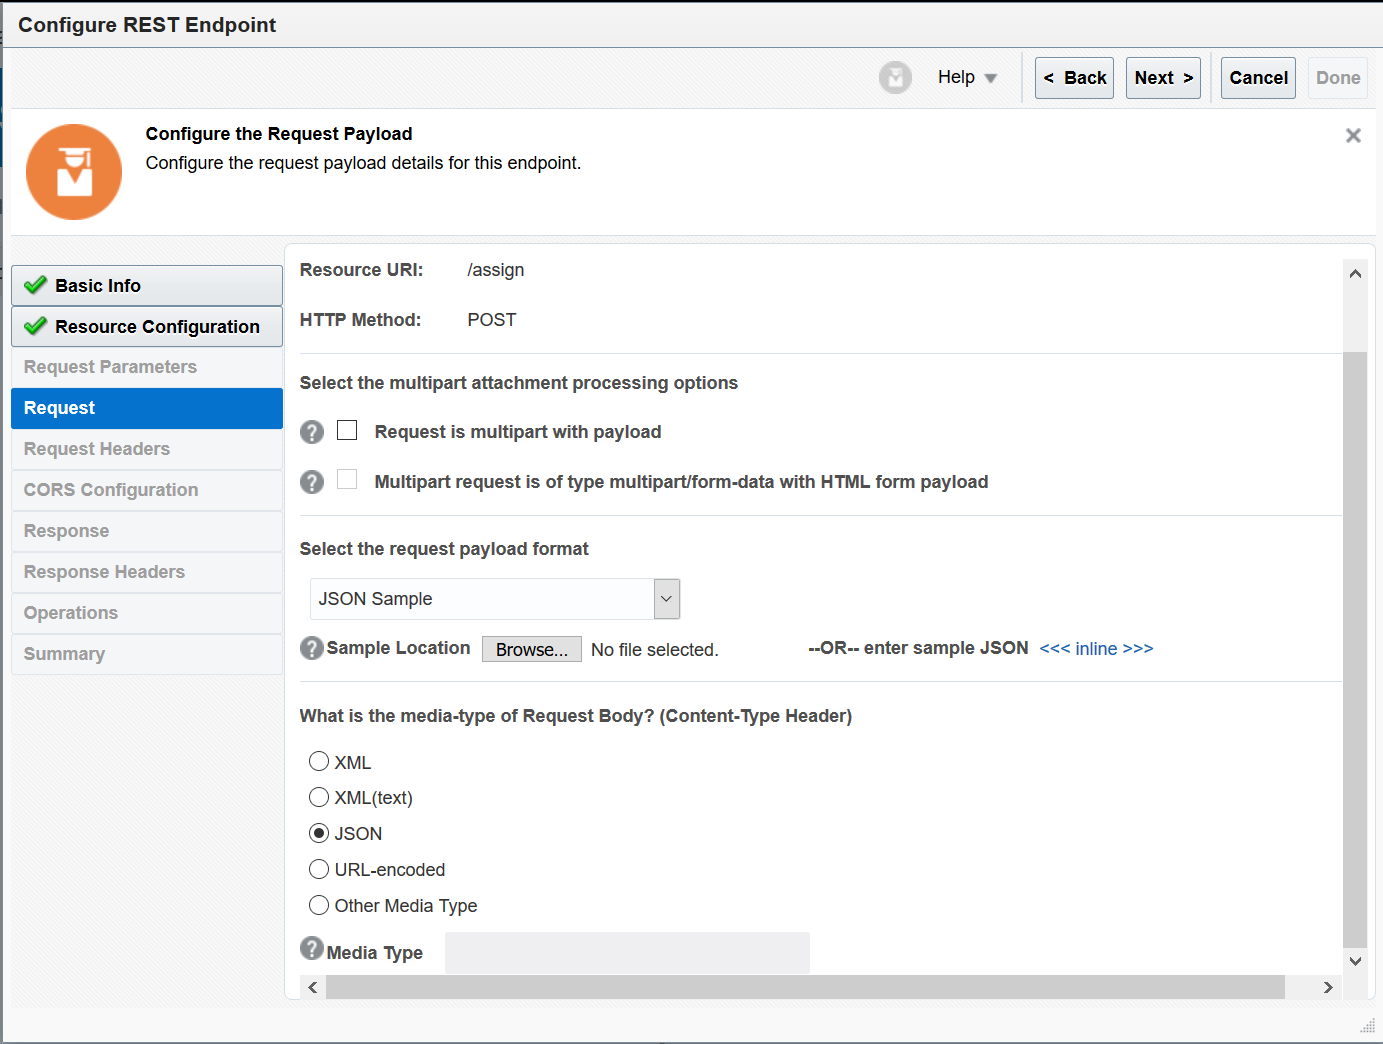 Configure REST Endpoint
Help
< Back
Next >
Cancel
Done
Configure the Request Payload
Configure the request payload details for this endpoint.
Basic Info
Resource Configuration
Request Parameters
Request
Request Headers
CORS Configuration
Response
Response Headers
Operations
Summary
Resource URI: /assign
HTTP Method: POST
Select the multipart attachment processing options
? Request is multipart with payload
? Multipart request is of type multipart/form-data with HTML form payload
Select the request payload format
JSON Sample
? Sample Location Browse... No file selected. --OR-- enter sample JSON <<< inline >>>
What is the media-type of Request Body? (Content-Type Header)
XML
XML(text)
JSON
URL-encoded
Other Media Type
? Media Type